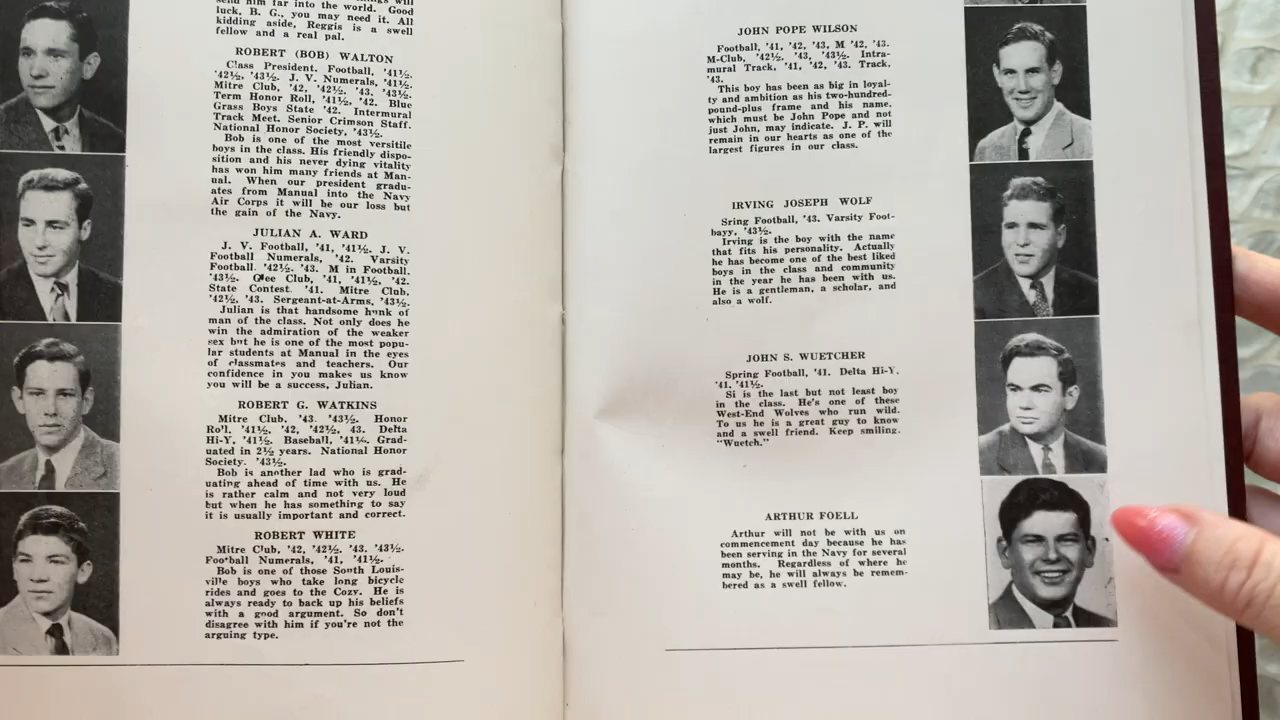 send him far into the world. Good
luck, B. G., you may need it. All
kidding aside, Reggis is a swell
fellow and a real pal.
ROBERT (BOB) WALTON
Class President. Football, '41½.
'42½. '43½. J. V. Numerals, '41½.
Mitre Club, '42, '42½, '43, '43½.
Term Honor Roll, '41½, '42. Blue
Grass Boys State '42. Intermural
Track Meet. Senior Crimson Staff.
National Honor Society, '43½.
Bob is one of the most versitile
boys in the class. His friendly dispo-
sition and his never dying vitality
has won him many friends at Man-
ual. When our president gradu-
ates from Manual into the Navy
Air Corps it will be our loss but
the gain of the Navy.
JULIAN A. WARD
J. V. Football, '41, '41½. J. V.
Football Numerals, '42. Varsity
Football. '42½. '43. M in Football.
'43½. Glee Club, '41, '41½, '42.
State Contest. '41. Mitre Club,
'42½, '43. Sergeant-at-Arms, '43½.
Julian is that handsome hunk of
man of the class. Not only does he
win the admiration of the weaker
sex but he is one of the most popu-
lar students at Manual in the eyes
of classmates and teachers. Our
confidence in you makes us know
you will be a success, Julian.
ROBERT G. WATKINS
Mitre Club, '43. '43½. Honor
Ro'l. '41½. '42, '42½. 43. Delta
Hi-Y, '41½. Baseball, '41½. Grad-
uated in 2½ years. National Honor
Society. '43½.
Bob is another lad who is grad-
uating ahead of time with us. He
is rather calm and not very loud
but when he has something to say
it is usually important and correct.
ROBERT WHITE
Mitre Club, '42, '42½. '43. '43½.
Football Numerals, '41, '41½.
Bob is one of those South Louis-
ville boys who take long bicycle
rides and goes to the Cozy. He is
always ready to back up his beliefs
with a good argument. So don't
disagree with him if you're not the
arguing type.
JOHN POPE WILSON
Football, '41, '42, '43, M '42, '43.
M-Club, '42½. '43, '43½. Intra-
mural Track, '41, '42, '43. Track.
'43.
This boy has been as big in loyal-
ty and ambition as his two-hundred-
pound-plus frame and his name.
which must be John Pope and not
just John, may indicate. J. P. will
remain in our hearts as one of the
largest figures in our class.
IRVING JOSEPH WOLF
Sring Football, '43. Varsity Foot-
bayy, '43½.
Irving is the boy with the name
that fits his personality. Actually
he has become one of the best liked
boys in the class and community
in the year he has been with us.
He is a gentleman, a scholar, and
also a wolf.
JOHN S. WUETCHER
Spring Football, '41. Delta Hi-Y.
'41, '41½.
Si is the last but not least boy
in the class. He's one of these
West-End Wolves who run wild.
To us he is a great guy to know
and a swell friend. Keep smiling.
"Wuetch."
ARTHUR FOELL
Arthur will not be with us on
commencement day because he has
been serving in the Navy for several
months. Regardless of where he
may be, he will always be remem-
bered as a swell fellow.